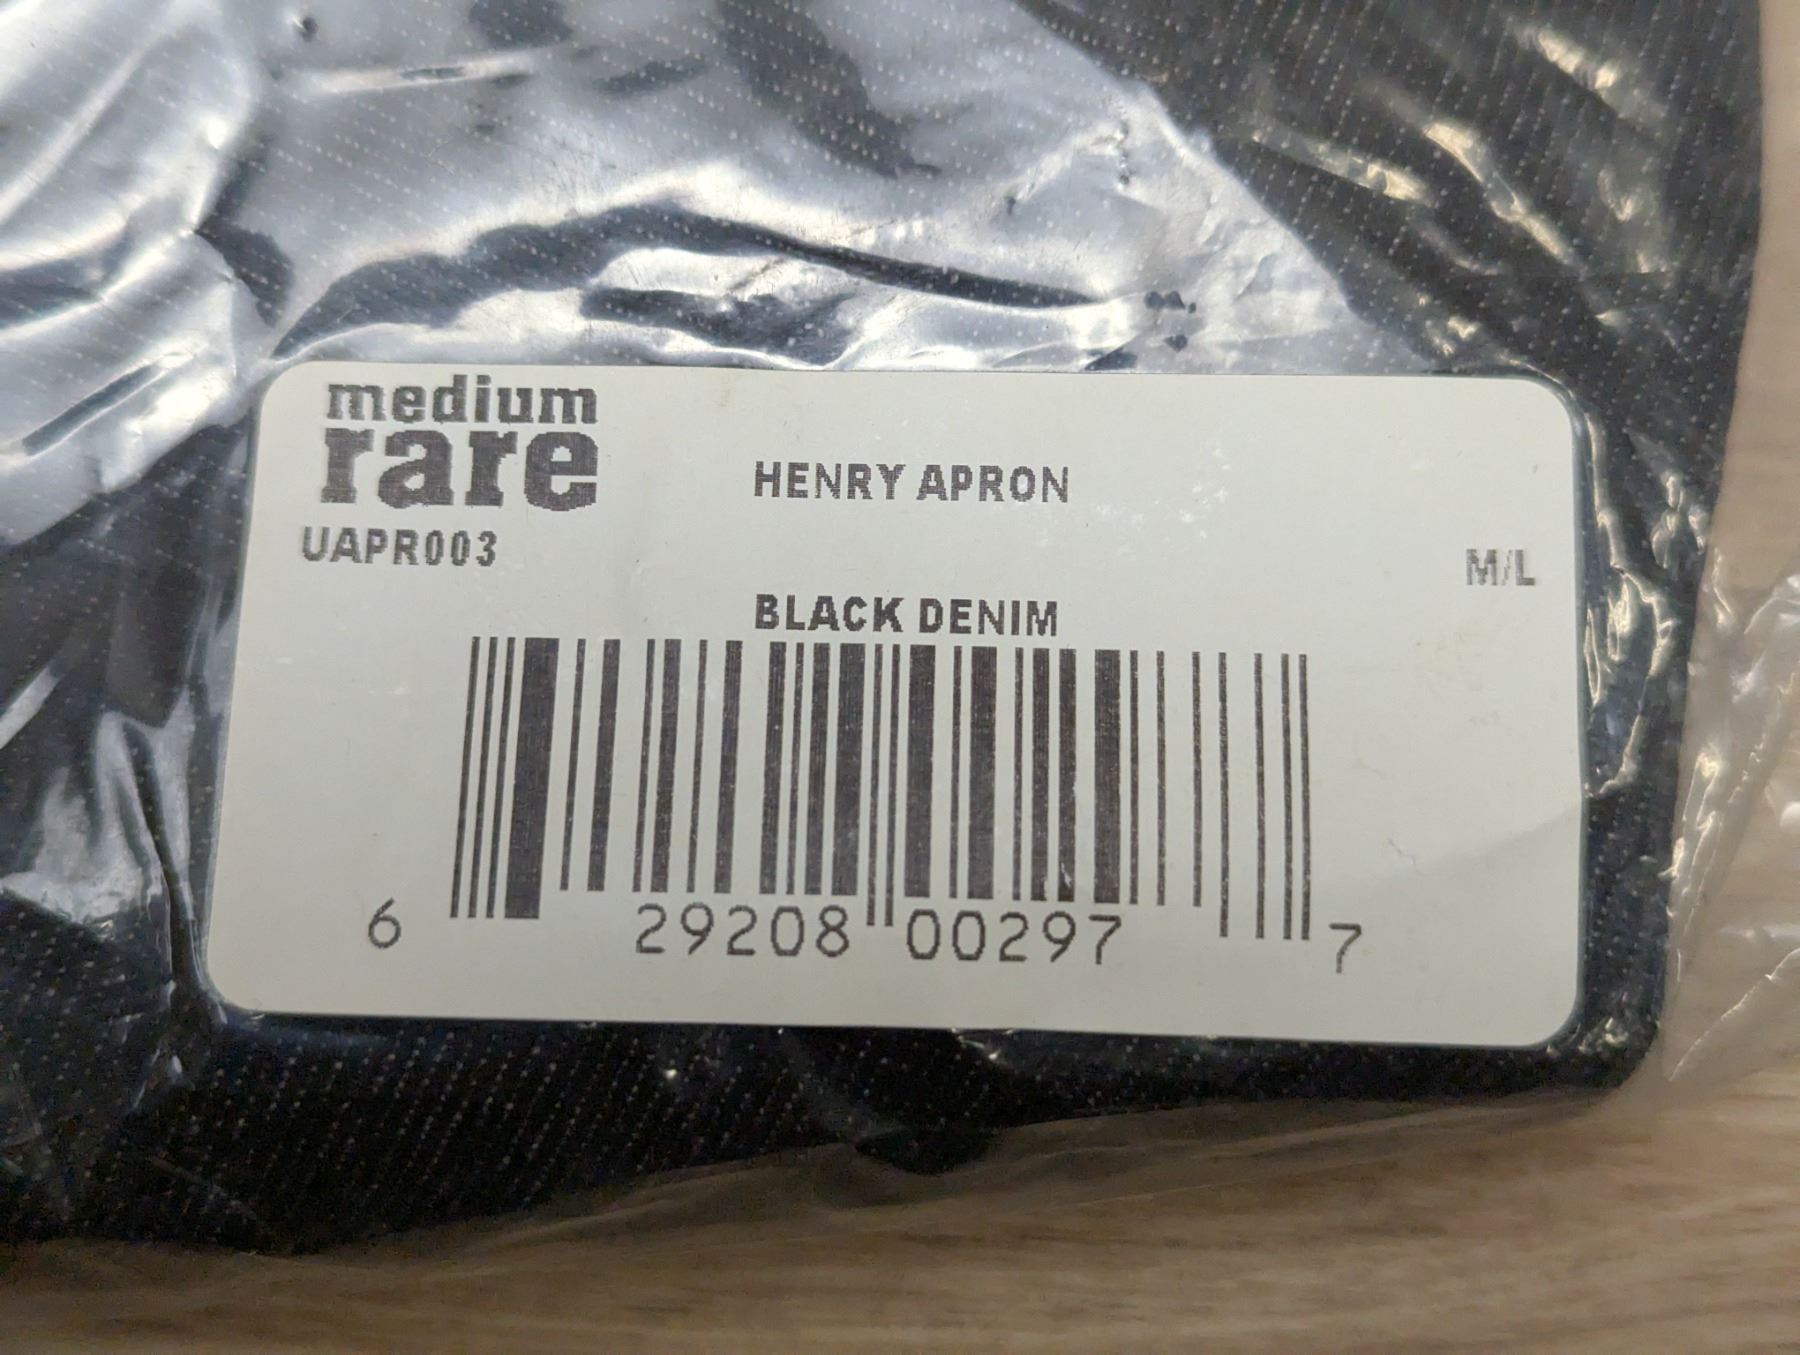 medium
rare
HENRY APRON
UAPR003
M/L
BLACK DENIM
6 29208 00297 7